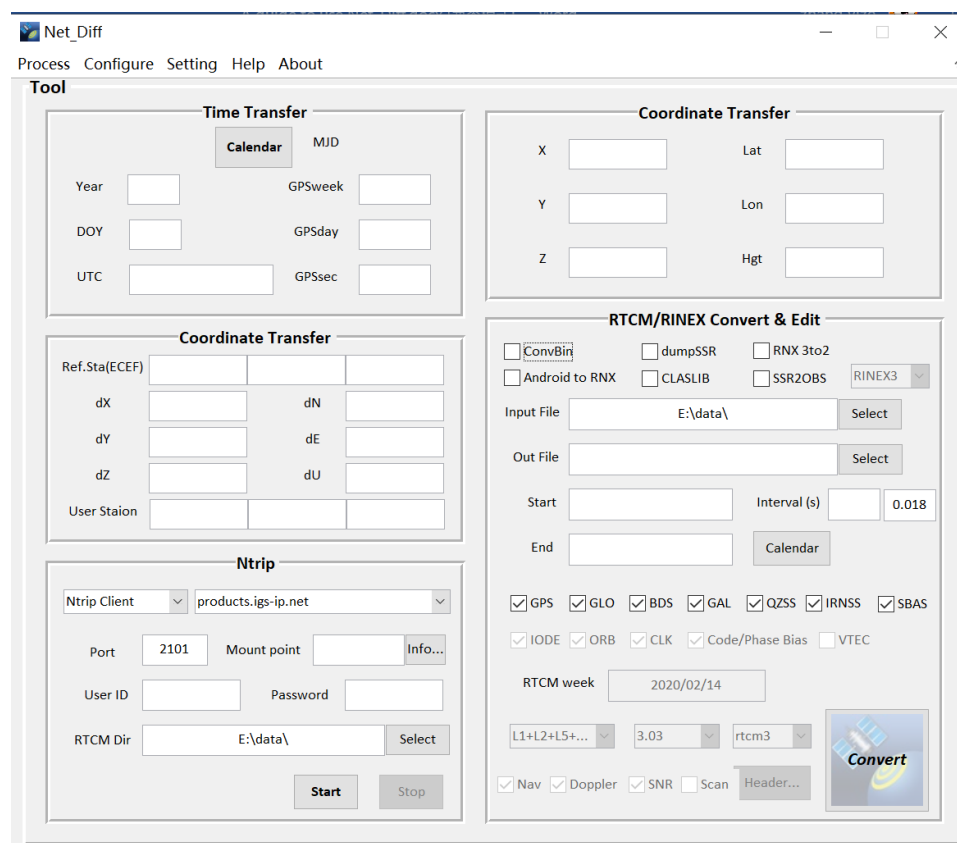 Net_Diff
Process Configure Setting Help About
Tool
Time Transfer
Calendar MJD
Year GPSweek
DOY GPSday
UTC GPSsec
Coordinate Transfer
Ref.Sta(ECEF)
dX dN
dY dE
dZ dU
User Staion
Ntrip
Ntrip Client products.igs-ip.net
Port 2101 Mount point Info...
User ID Password
RTCM Dir E:\data\ Select
Start Stop
Coordinate Transfer
X Lat
Y Lon
Z Hgt
RTCM/RINEX Convert & Edit
ConvBin dumpSSR RNX 3to2
Android to RNX CLASLIB SSR2OBS RINEX3
Input File E:\data\ Select
Out File Select
Start Interval (s) 0.018
End Calendar
GPS GLO BDS GAL QZSS IRNSS SBAS
IODE ORB CLK Code/Phase Bias VTEC
RTCM week 2020/02/14
L1+L2+L5+... 3.03 rtcm3
Convert
Nav Doppler SNR Scan Header...